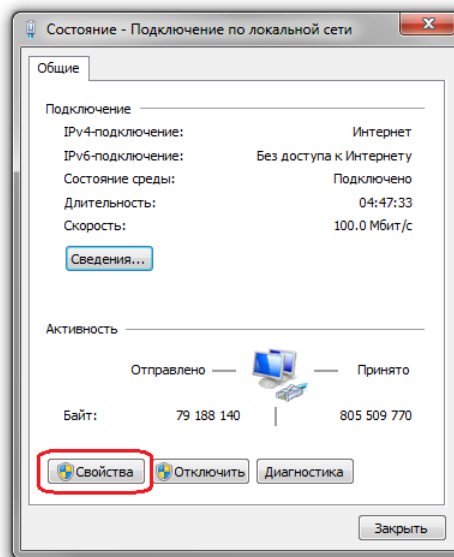 Состояние - Подключение по локальной сети
Общие
Подключение
IPv4-подключение: Интернет
IPv6-подключение: Без доступа к Интернету
Состояние среды: Подключено
Длительность: 04:47:33
Скорость: 100.0 Мбит/с
Сведения...
Активность
Отправлено — — Принято
Байт: 79 188 140 | 805 509 770
Свойства Отключить Диагностика
Закрыть